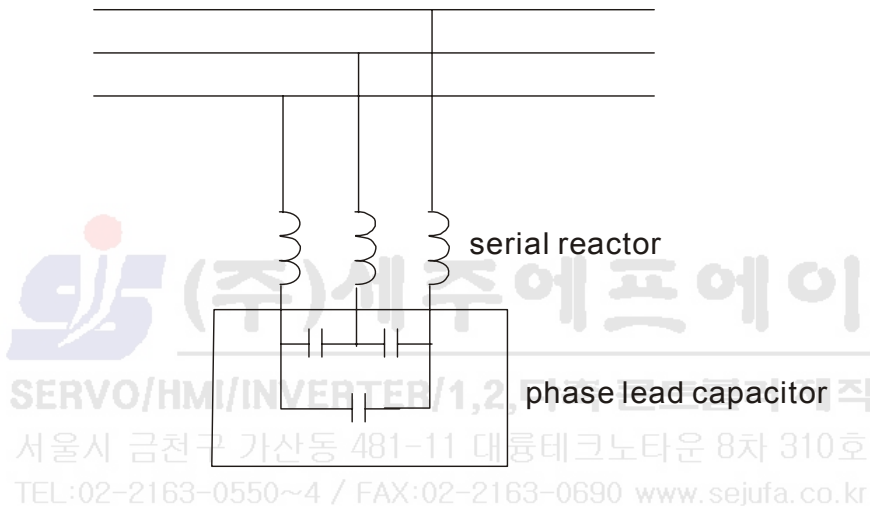 serial reactor
(주)세주에프에이
SERVO/HMI/INVERTER/1,2,
phase lead capacitor
서울시 금천구 가산동 481-11 대륭테크노타운 8차 310호
TEL:02-2163-0550~4 / FAX:02-2163-0690 www.sejufa.co.kr